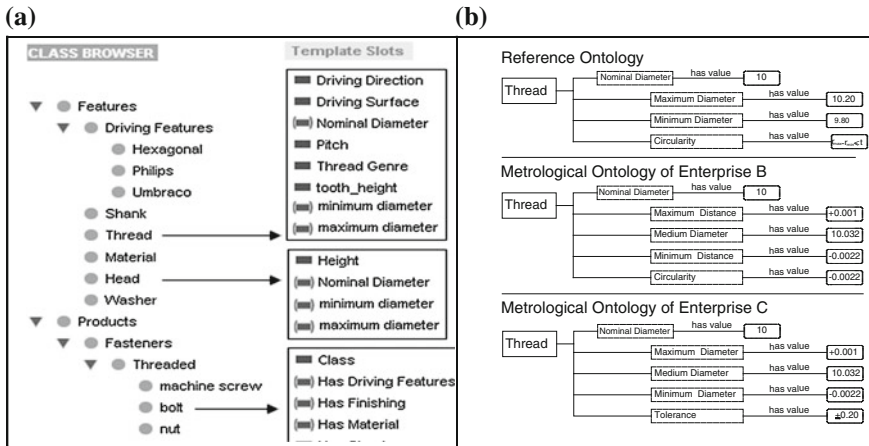 (a)
CLASS BROWSER
Features
Driving Features
Hexagonal
Philips
Umbraco
Shank
Thread
Material
Head
Washer
Products
Fasteners
Threaded
machine screw
bolt
nut
Template Slots
Driving Direction
Driving Surface
Nominal Diameter
Pitch
Thread Genre
tooth_height
minimum diameter
maximum diameter
Height
Nominal Diameter
minimum diameter
maximum diameter
Class
Has Driving Features
Has Finishing
Has Material
(b)
Reference Ontology
Thread
Nominal Diameter has value 10
Maximum Diameter has value 10.20
Minimum Diameter has value 9.80
Circularity has value
Metrological Ontology of Enterprise B
Thread
Nominal Diameter has value 10
Maximum Distance has value +0.001
Medium Diameter has value 10.032
Minimum Distance has value -0.0022
Circularity has value -0.0022
Metrological Ontology of Enterprise C
Thread
Nominal Diameter has value 10
Maximum Diameter has value +0.001
Medium Diameter has value 10.032
Minimum Diameter has value -0.0022
Tolerance has value ±0.20